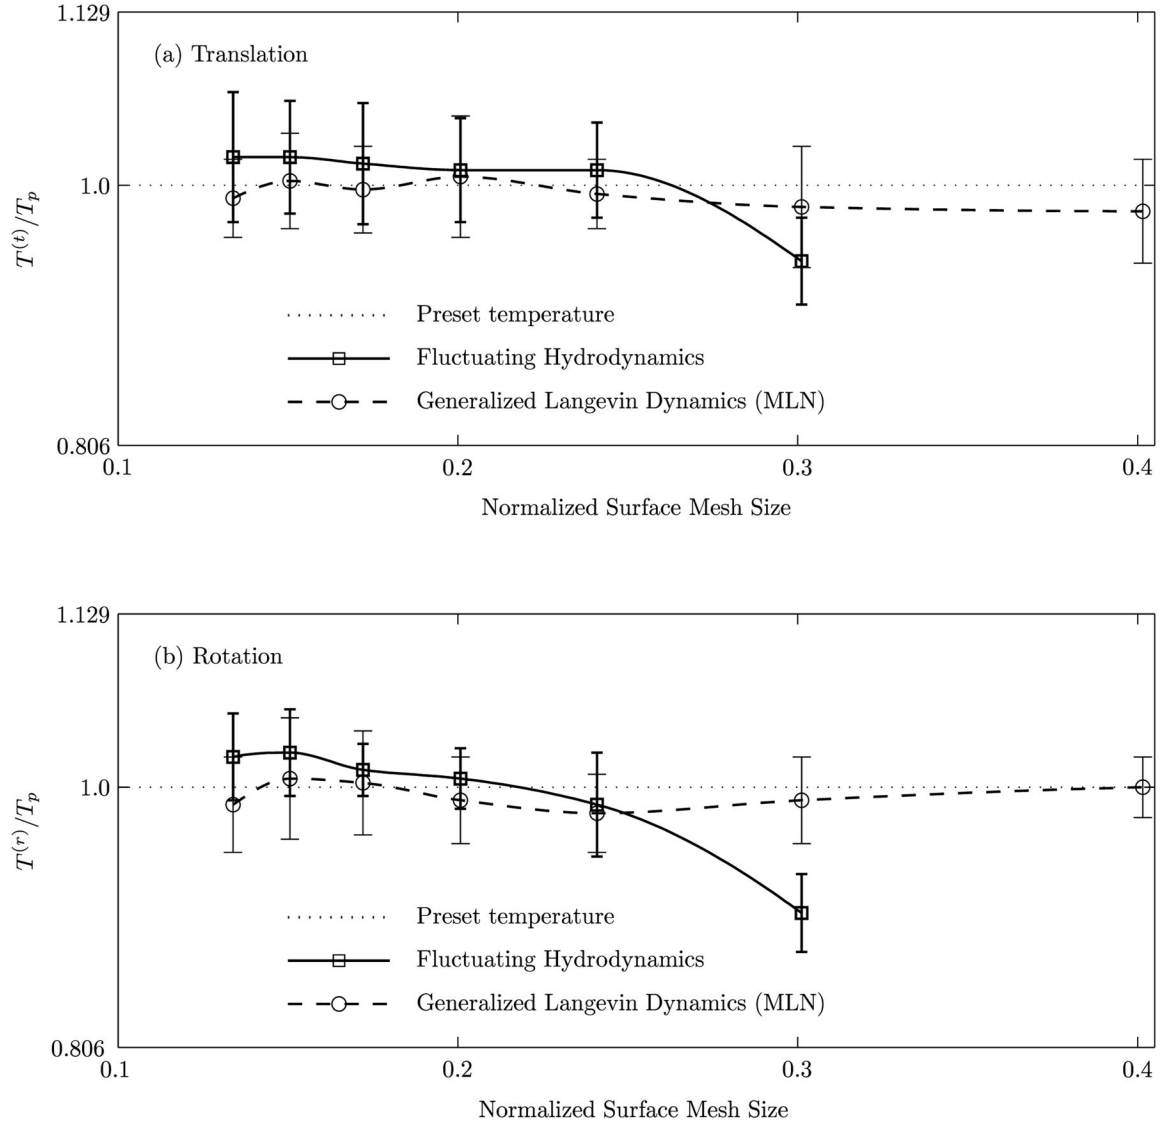 1.129
(a) Translation
1.0
T^(t)/T_p
Preset temperature
Fluctuating Hydrodynamics
Generalized Langevin Dynamics (MLN)
0.806
0.1 0.2 0.3 0.4
Normalized Surface Mesh Size
1.129
(b) Rotation
1.0
T^(r)/T_p
Preset temperature
Fluctuating Hydrodynamics
Generalized Langevin Dynamics (MLN)
0.806
0.1 0.2 0.3 0.4
Normalized Surface Mesh Size